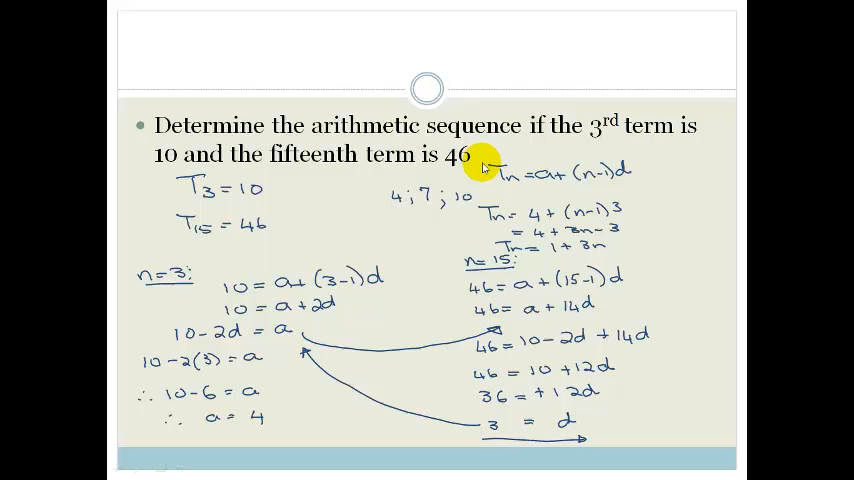 Determine the arithmetic sequence if the 3rd term is
10 and the fifteenth term is 46
T3 = 10
T15 = 46
4 ; 7 ; 10
Tn = a + (n-1)d
Tn = 4 + (n-1)3
= 4 + 3n - 3
Tn = 1 + 3n
n = 3:
10 = a + (3-1)d
10 = a + 2d
10 - 2d = a
10 - 2(3) = a
∴ 10 - 6 = a
∴ a = 4
n = 15:
46 = a + (15-1)d
46 = a + 14d
46 = 10 - 2d + 14d
46 = 10 + 12d
36 = +12d
3 = d